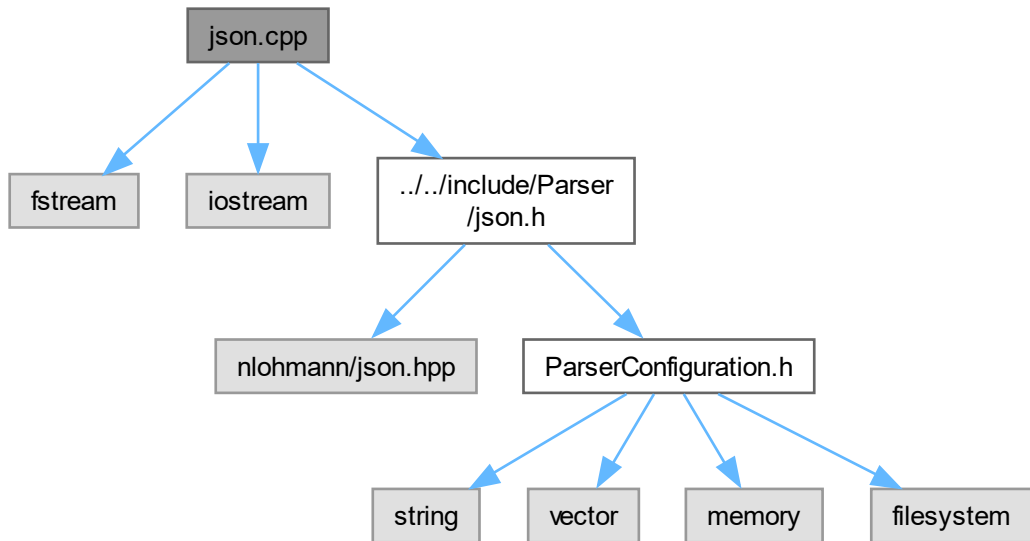 json.cpp
fstream
iostream
../../include/Parser
/json.h
nlohmann/json.hpp
ParserConfiguration.h
string
vector
memory
filesystem